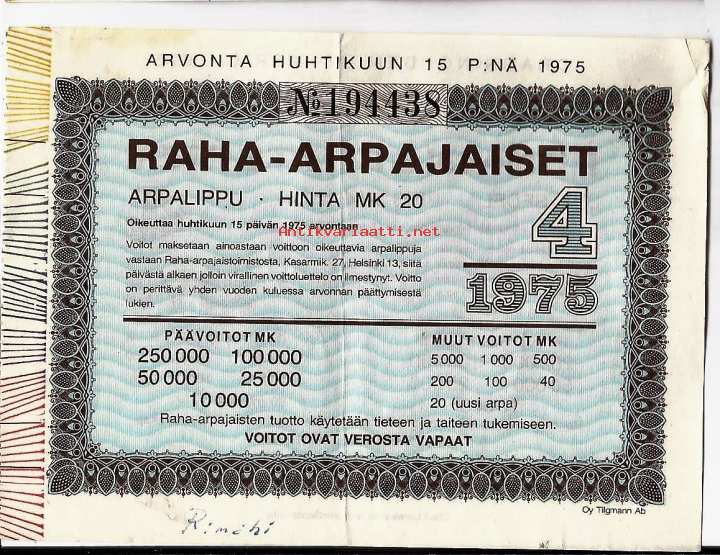 ARVONTA HUHTIKUUN 15 P:NÄ 1975
№ 194438
RAHA-ARPAJAISET
ARPALIPPU · HINTA MK 20
4
1975
Oikeuttaa huhtikuun 15 päivän 1975 arvontaan
Antikvariaatti.net
Voitot maksetaan ainoastaan voittoon oikeuttavia arpalippuja
vastaan Raha-arpajaistoimistosta, Kasarmik. 27, Helsinki 13, siitä
päivästä alkaen jolloin virallinen voittoluettelo on ilmestynyt. Voitto
on perittävä yhden vuoden kuluessa arvonnan päättymisestä
lukien.
PÄÄVOITOT MK
250 000 100 000
50 000 25 000
10 000
MUUT VOITOT MK
5 000 1 000 500
200 100 40
20 (uusi arpa)
Raha-arpajaisten tuotto käytetään tieteen ja taiteen tukemiseen.
VOITOT OVAT VEROSTA VAPAAT
Oy Tilgmann Ab